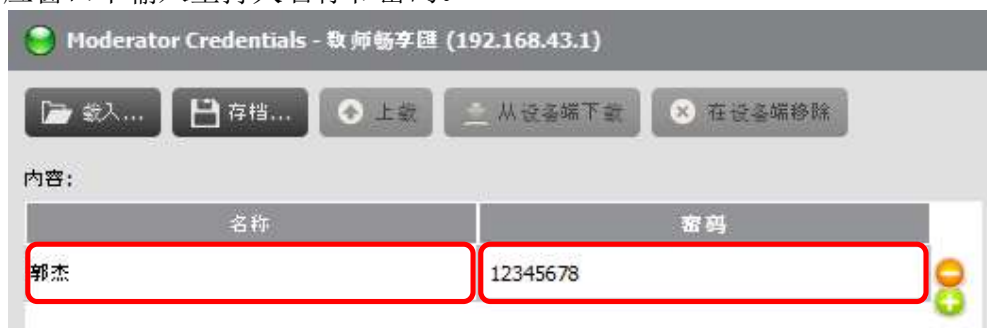 Moderator Credentials - 教师畅享匯 (192.168.43.1)
载入... 存档... 上载 从设备端下载 在设备端移除
内容:
名称 密码
郭杰 12345678